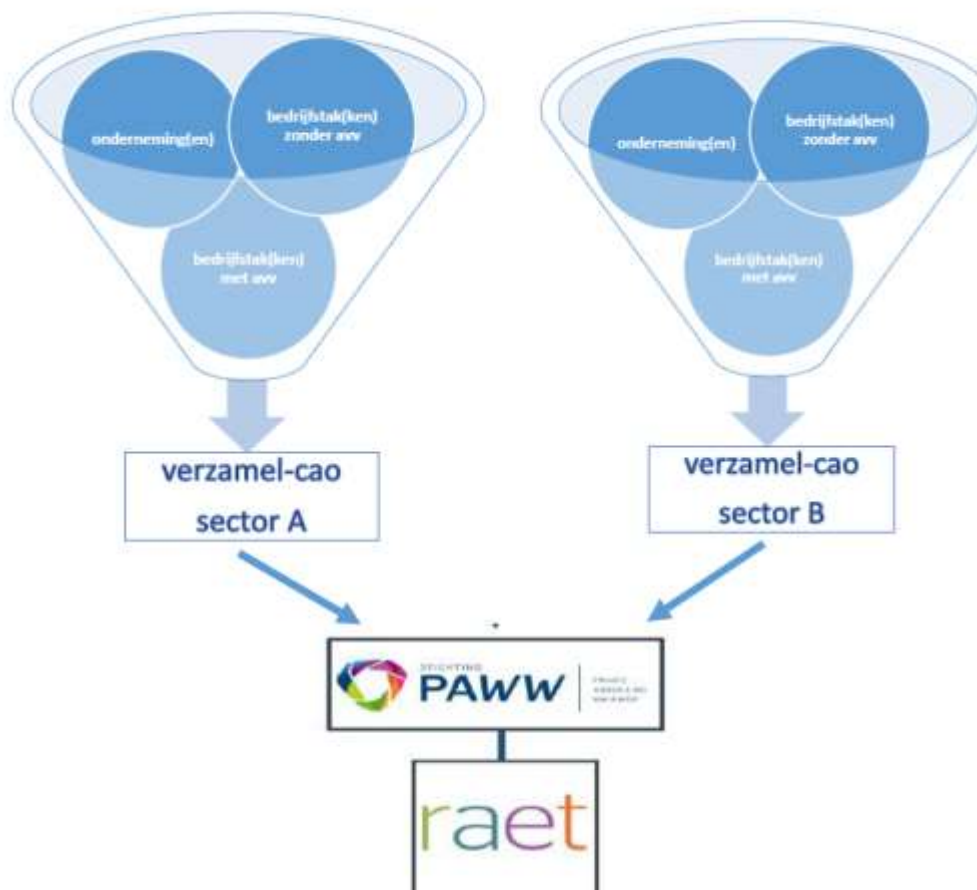 onderneming(en)
bedrijfstak(ken)
zonder avv
bedrijfstak(ken)
met avv
verzamel-cao
sector A
onderneming(en)
bedrijfstak(ken)
zonder avv
bedrijfstak(ken)
met avv
verzamel-cao
sector B
STICHTING
PAWW
raet